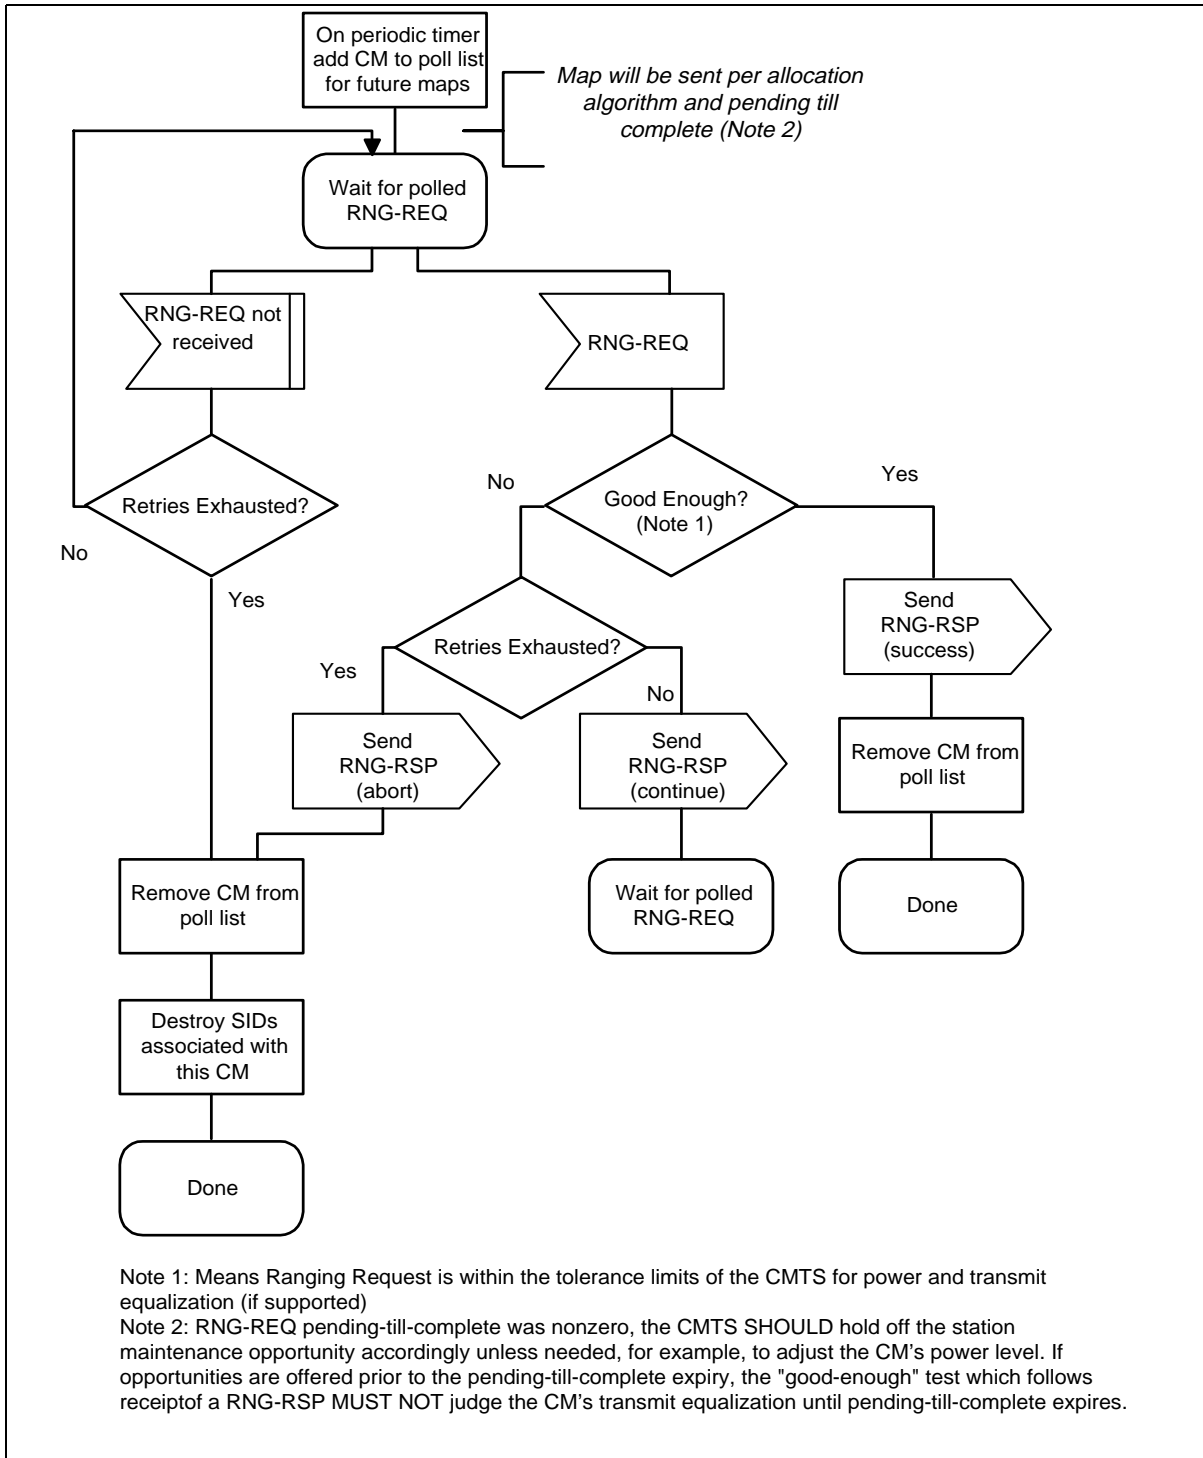 On periodic timer
add CM to poll list
for future maps
Map will be sent per allocation
algorithm and pending till
complete (Note 2)
Wait for polled
RNG-REQ
RNG-REQ not
received
RNG-REQ
Retries Exhausted?
No
Yes
Good Enough?
(Note 1)
No
Yes
Send
RNG-RSP
(success)
Retries Exhausted?
Yes
No
Send
RNG-RSP
(abort)
Send
RNG-RSP
(continue)
Remove CM from
poll list
Remove CM from
poll list
Wait for polled
RNG-REQ
Done
Destroy SIDs
associated with
this CM
Done
Note 1: Means Ranging Request is within the tolerance limits of the CMTS for power and transmit
equalization (if supported)
Note 2: RNG-REQ pending-till-complete was nonzero, the CMTS SHOULD hold off the station
maintenance opportunity accordingly unless needed, for example, to adjust the CM's power level. If
opportunities are offered prior to the pending-till-complete expiry, the "good-enough" test which follows
receiptof a RNG-RSP MUST NOT judge the CM's transmit equalization until pending-till-complete expires.